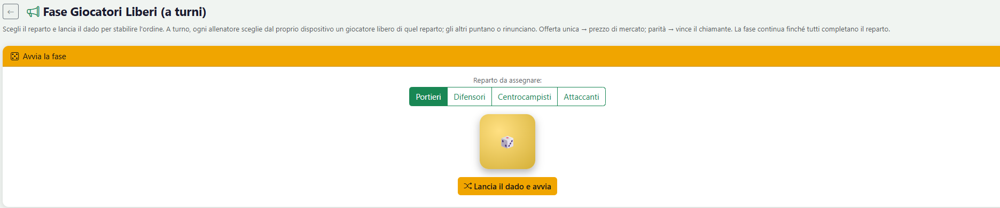 Fase Giocatori Liberi (a turni)
Scegli il reparto e lancia il dado per stabilire l'ordine. A turno, ogni allenatore sceglie dal proprio dispositivo un giocatore libero di quel reparto; gli altri puntano o rinunciano. Offerta unica → prezzo di mercato; parità → vince il chiamante. La fase continua finché tutti completano il reparto.
Avvia la fase
Reparto da assegnare:
Portieri Difensori Centrocampisti Attaccanti
Lancia il dado e avvia